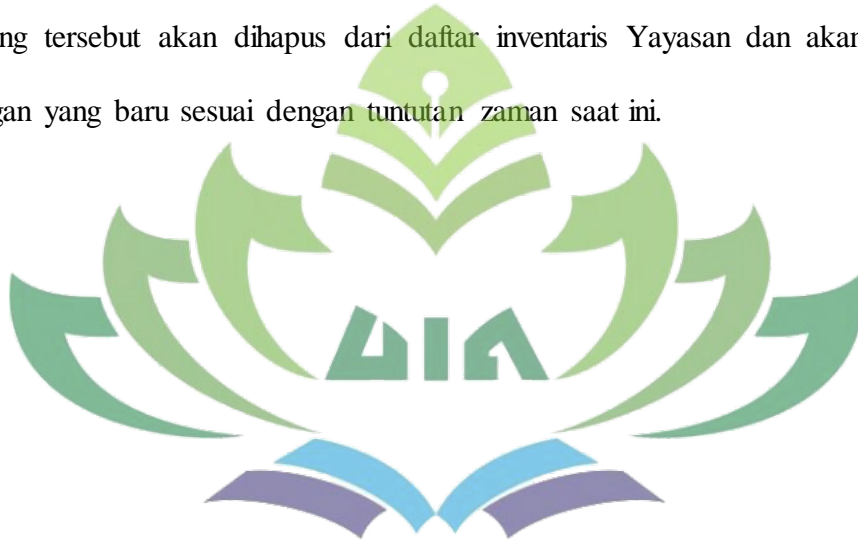 ng tersebut akan dihapus dari daftar inventaris Yayasan dan akan
gan yang baru sesuai dengan tuntutan zaman saat ini.
UIN